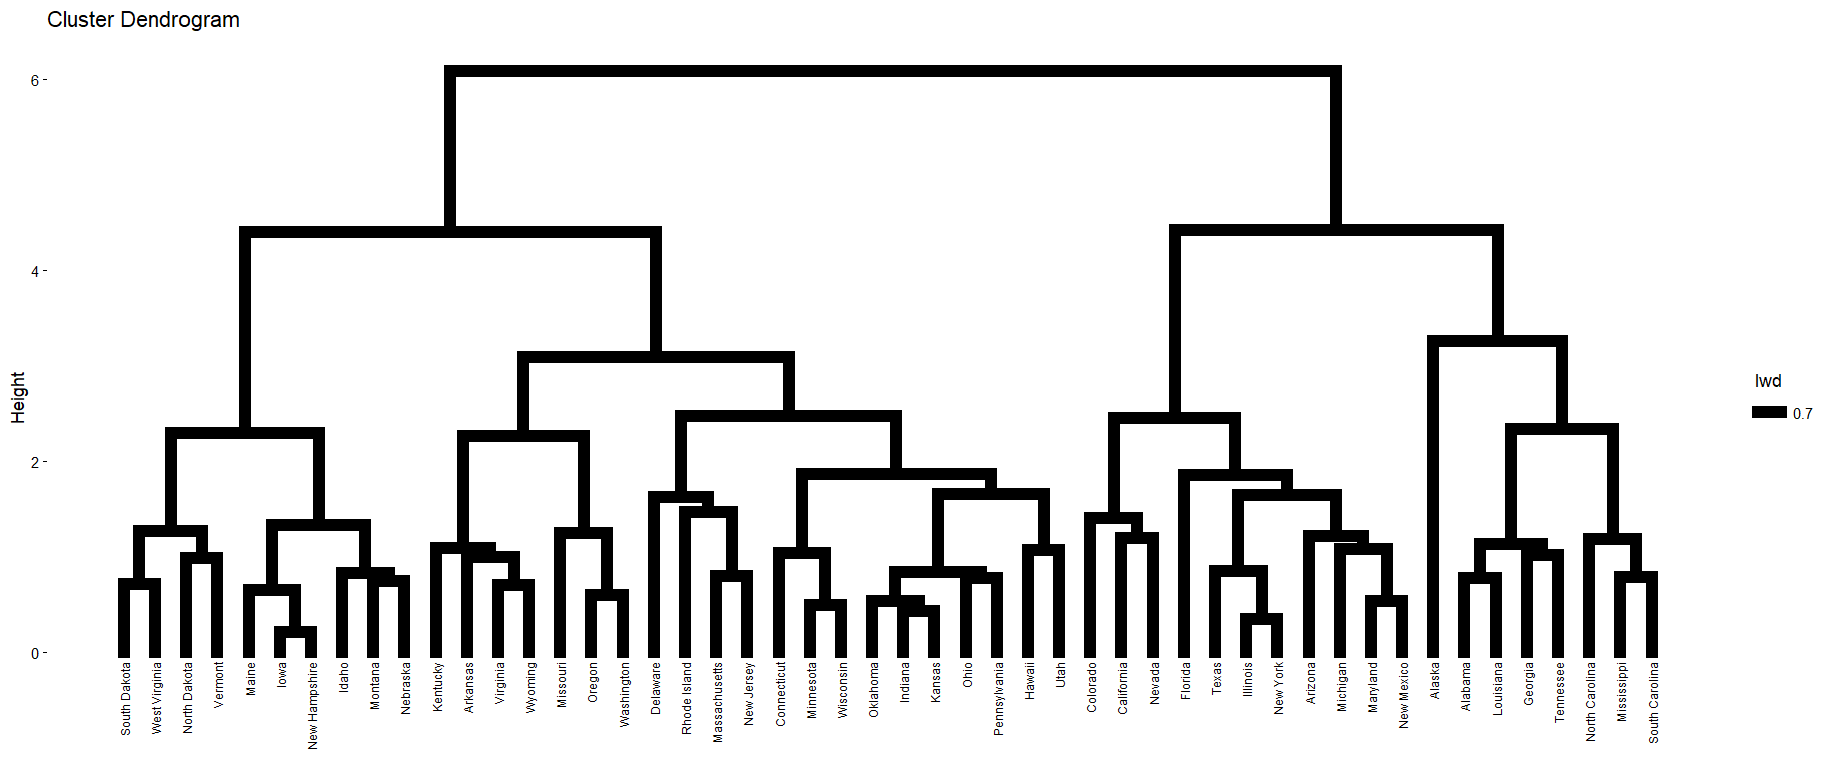 Cluster Dendrogram
6
4
2
0
Height
South Dakota
West Virginia
North Dakota
Vermont
Maine
Iowa
New Hampshire
Idaho
Montana
Nebraska
Kentucky
Arkansas
Virginia
Wyoming
Missouri
Oregon
Washington
Delaware
Rhode Island
Massachusetts
New Jersey
Connecticut
Minnesota
Wisconsin
Oklahoma
Indiana
Kansas
Ohio
Pennsylvania
Hawaii
Utah
Colorado
California
Nevada
Florida
Texas
Illinois
New York
Arizona
Michigan
Maryland
New Mexico
Alaska
Alabama
Louisiana
Georgia
Tennessee
North Carolina
Mississippi
South Carolina
lwd
0.7